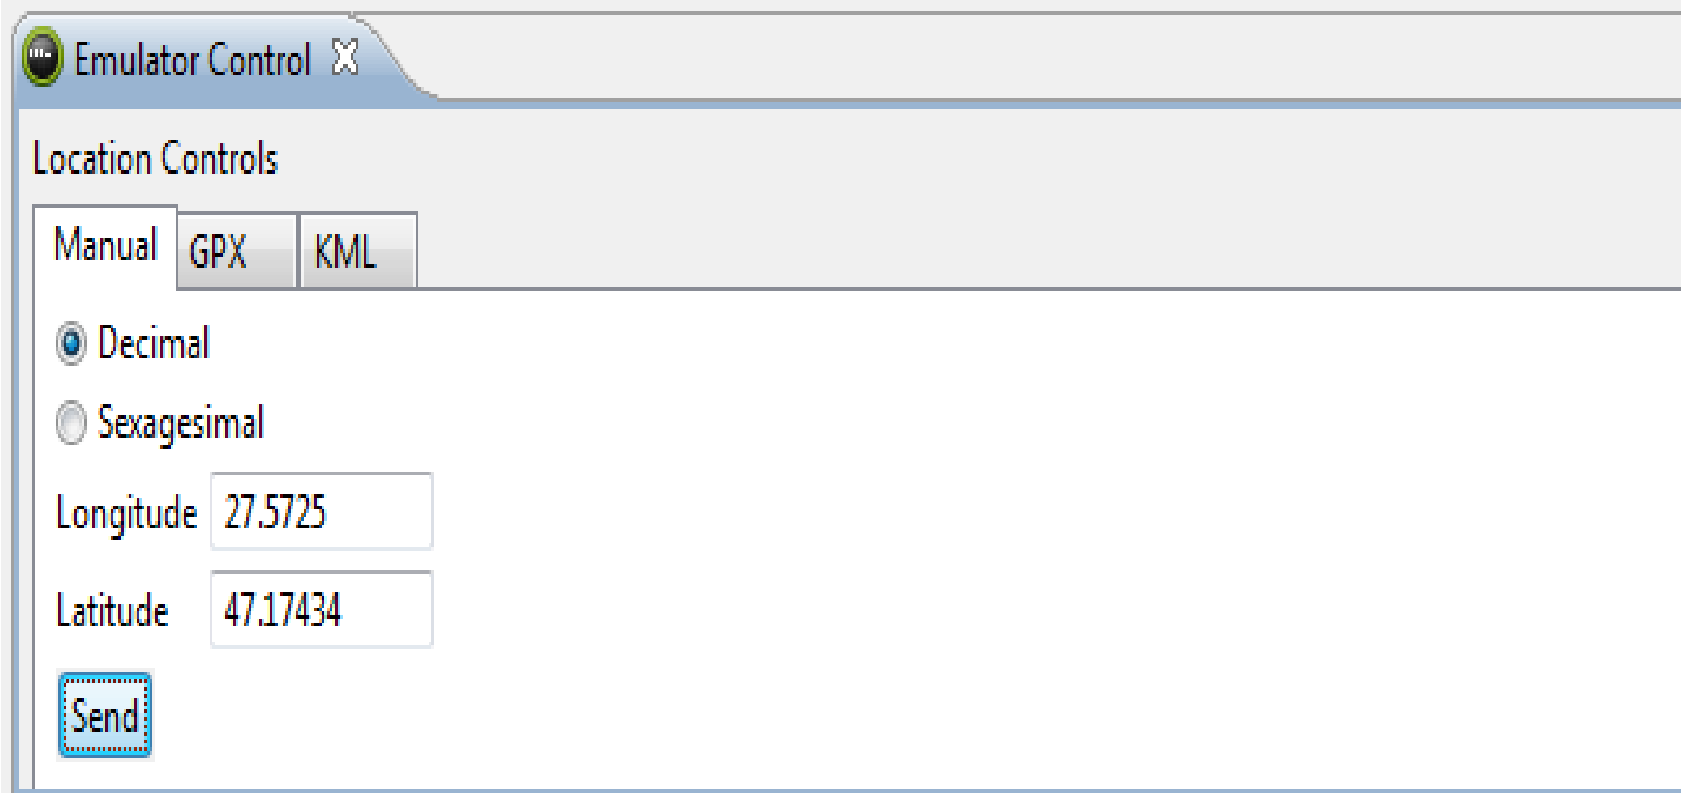 Emulator Control
Location Controls
Manual GPX KML
Decimal
Sexagesimal
Longitude 27.5725
Latitude 47.17434
Send